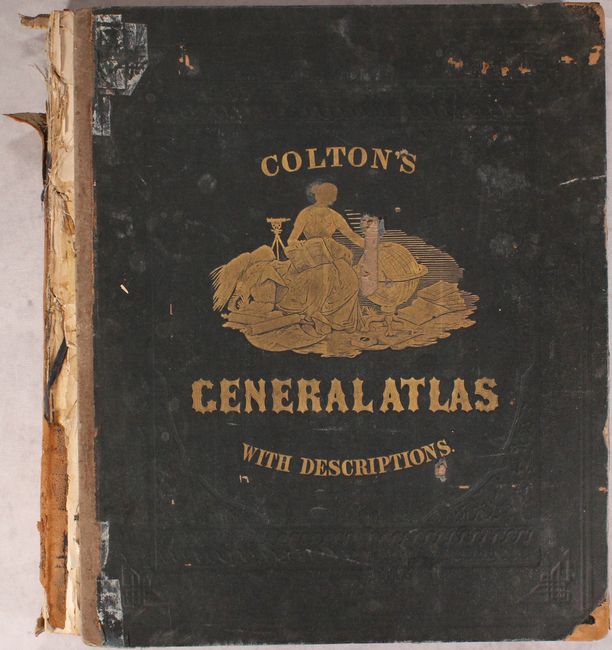 COLTON'S
GENERAL ATLAS
WITH DESCRIPTIONS.